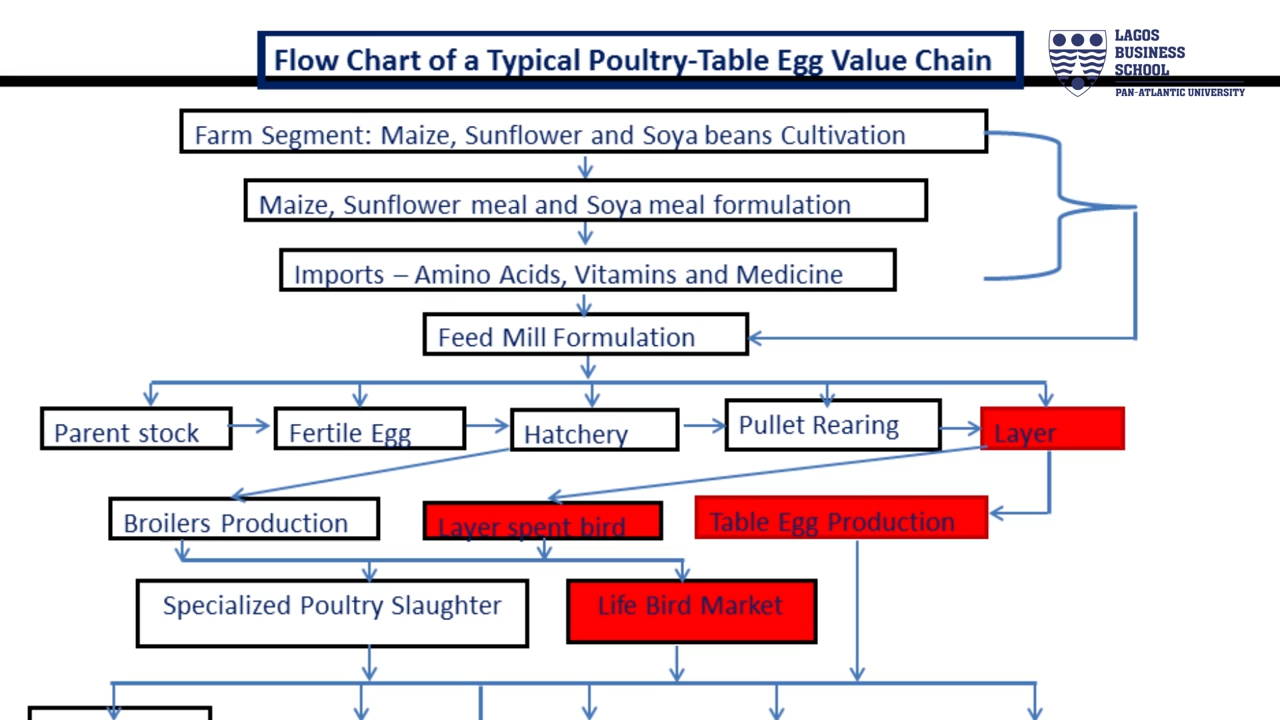 Flow Chart of a Typical Poultry-Table Egg Value Chain
LAGOS
BUSINESS
SCHOOL
PAN-ATLANTIC UNIVERSITY
Farm Segment: Maize, Sunflower and Soya beans Cultivation
Maize, Sunflower meal and Soya meal formulation
Imports – Amino Acids, Vitamins and Medicine
Feed Mill Formulation
Parent stock
Fertile Egg
Hatchery
Pullet Rearing
Layer
Broilers Production
Layer spent bird
Table Egg Production
Specialized Poultry Slaughter
Life Bird Market